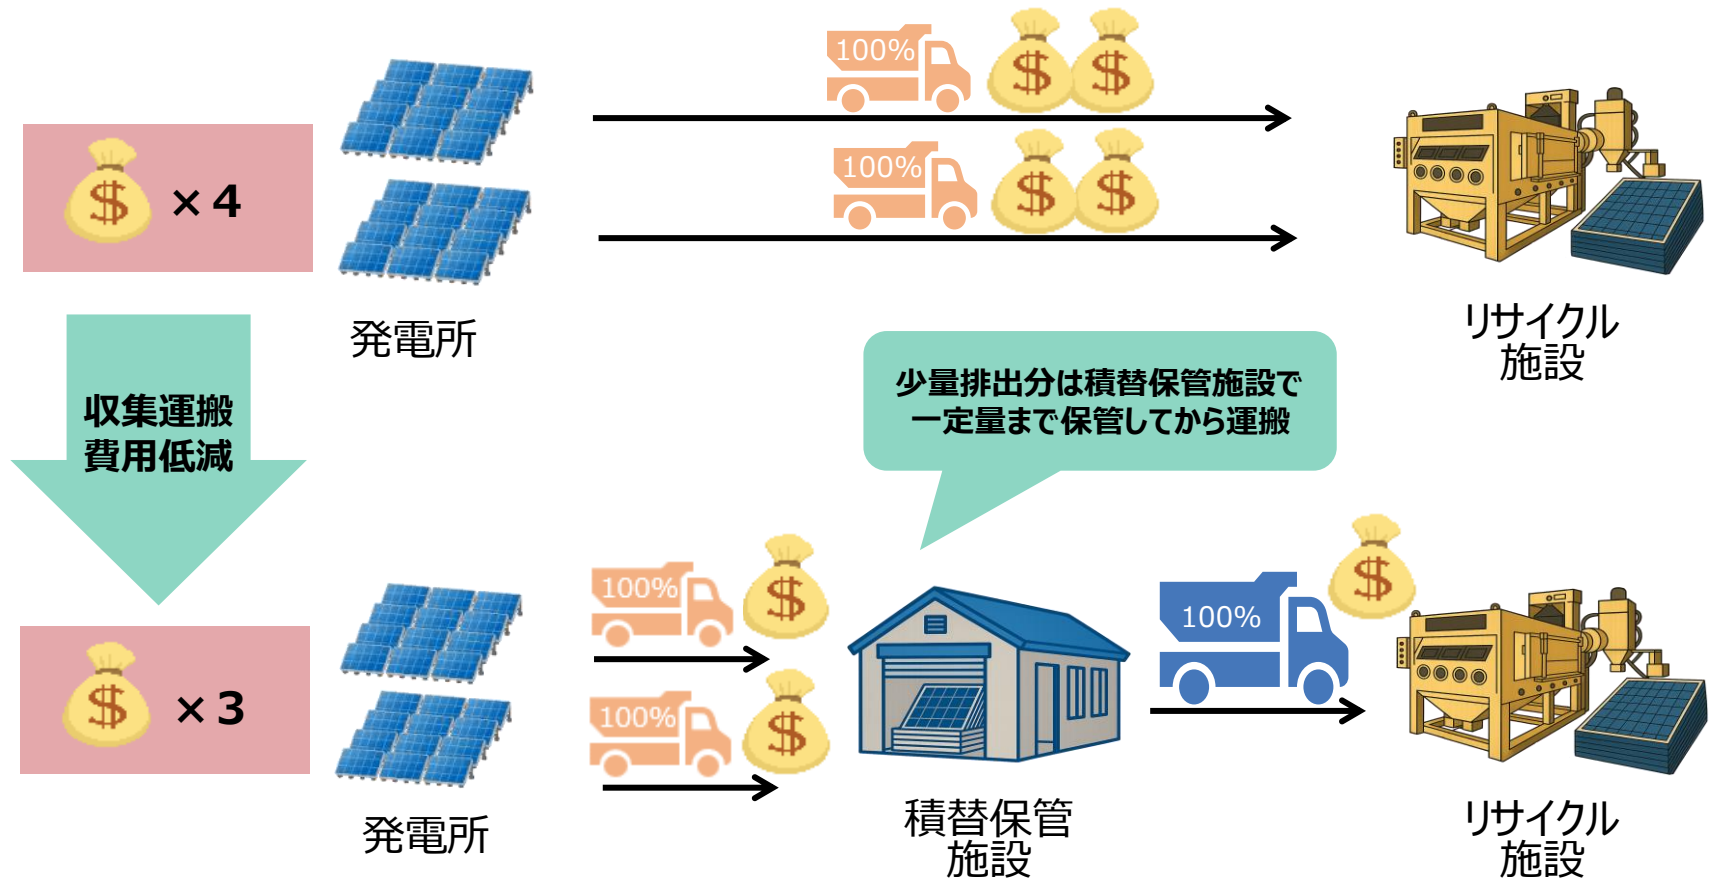 100%
100%
×4
発電所
リサイクル
施設
収集運搬
費用低減
少量排出分は積替保管施設で
一定量まで保管してから運搬
100%
100%
100%
×3
発電所
積替保管
施設
リサイクル
施設